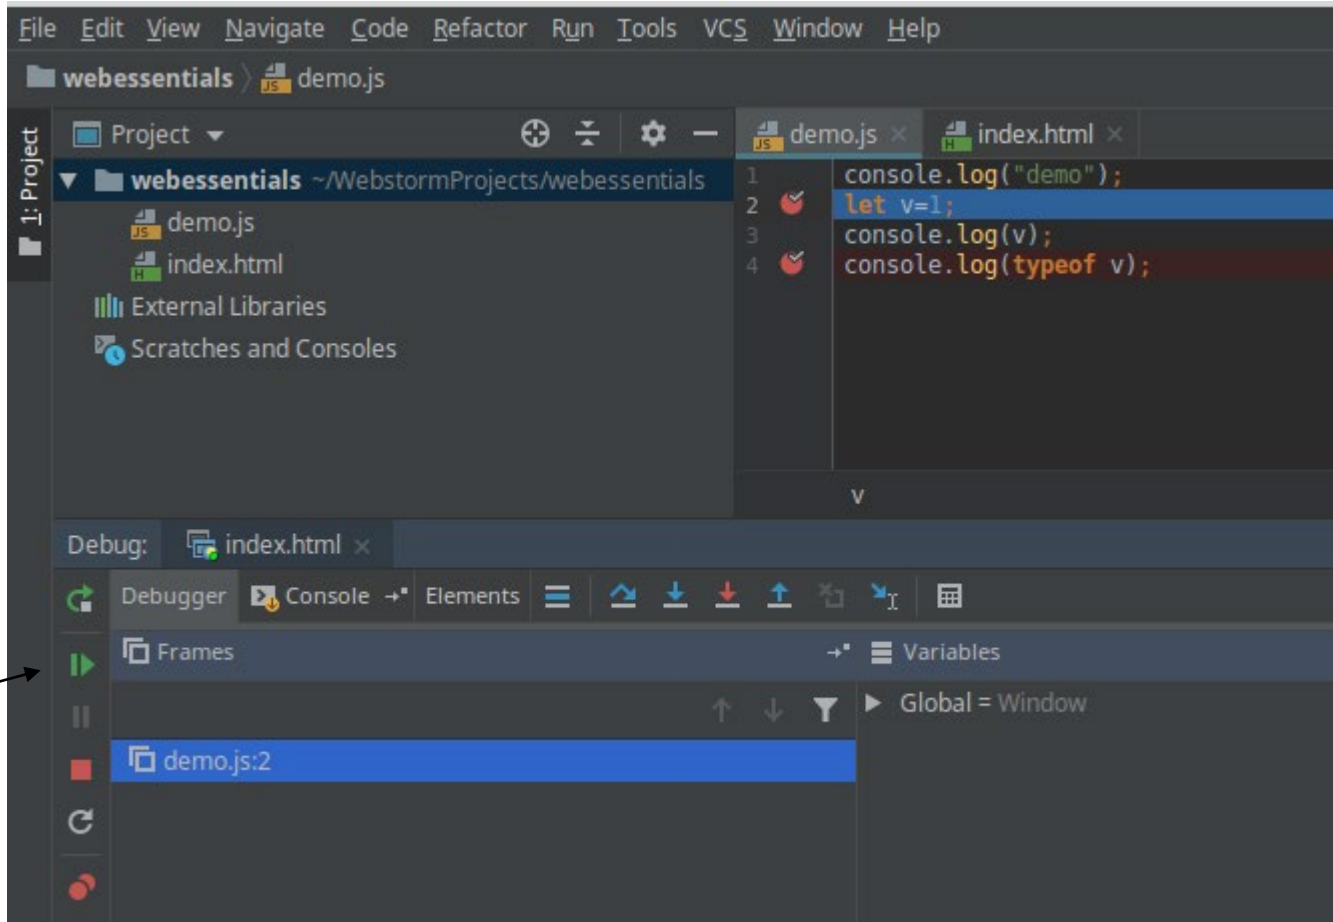 File Edit View Navigate Code Refactor Run Tools VCS Window Help
webessentials demo.js
1: Project
Project
webessentials ~/WebstormProjects/webessentials
demo.js
index.html
External Libraries
Scratches and Consoles
demo.js index.html
1 console.log("demo");
2 let v=1;
3 console.log(v);
4 console.log(typeof v);
v
Debug: index.html
Debugger Console Elements
Frames
Variables
demo.js:2
Global = Window